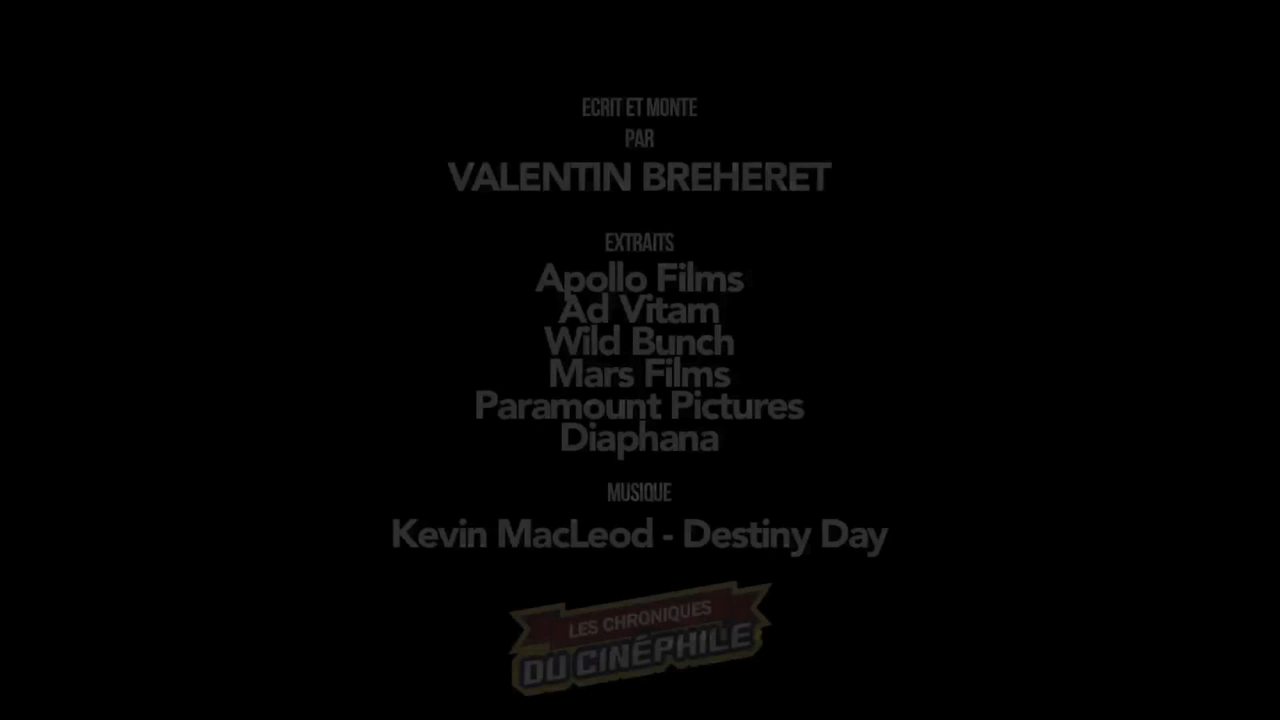 ECRIT ET MONTE
PAR
VALENTIN BREHERET
EXTRAITS
Apollo Films
Ad Vitam
Wild Bunch
Mars Films
Paramount Pictures
Diaphana
MUSIQUE
Kevin MacLeod - Destiny Day
LES CHRONIQUES
DU CINÉPHILE